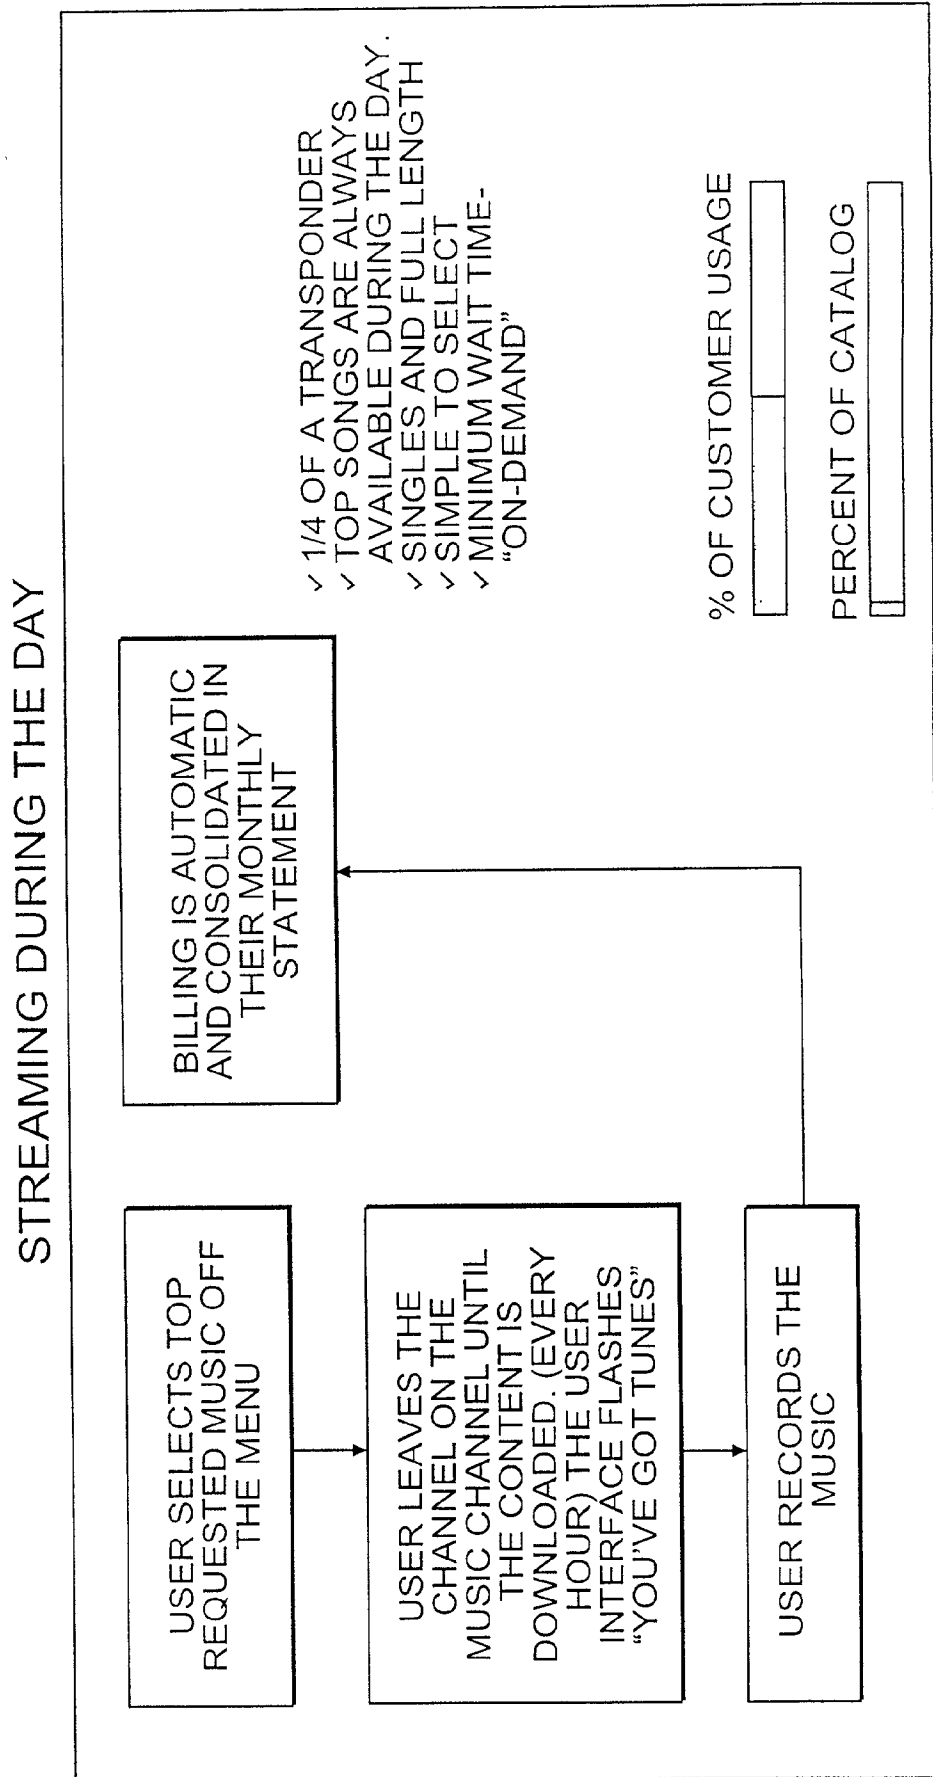 STREAMING DURING THE DAY
USER SELECTS TOP
REQUESTED MUSIC OFF
THE MENU
USER LEAVES THE
CHANNEL ON THE
MUSIC CHANNEL UNTIL
THE CONTENT IS
DOWNLOADED. (EVERY
HOUR) THE USER
INTERFACE FLASHES
“YOU’VE GOT TUNES”
USER RECORDS THE
MUSIC
BILLING IS AUTOMATIC
AND CONSOLIDATED IN
THEIR MONTHLY
STATEMENT
✓ 1/4 OF A TRANSPONDER
✓ TOP SONGS ARE ALWAYS
AVAILABLE DURING THE DAY.
✓ SINGLES AND FULL LENGTH
✓ SIMPLE TO SELECT
✓ MINIMUM WAIT TIME-
“ON-DEMAND”
% OF CUSTOMER USAGE
PERCENT OF CATALOG